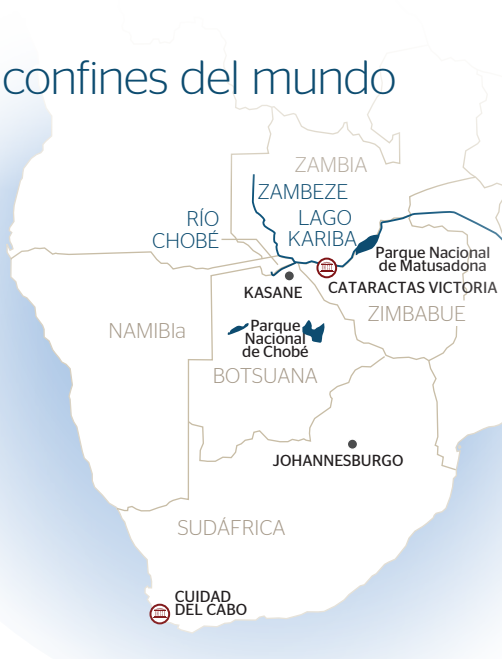 confines del mundo
ZAMBIA
ZAMBEZE
RÍO
CHOBÉ
LAGO
KARIBA
Parque Nacional
de Matusadona
CATARACTAS VICTORIA
KASANE
ZIMBABUE
NAMIBIa
Parque
Nacional
de Chobé
BOTSUANA
JOHANNESBURGO
SUDÁFRICA
CUIDAD
DEL CABO